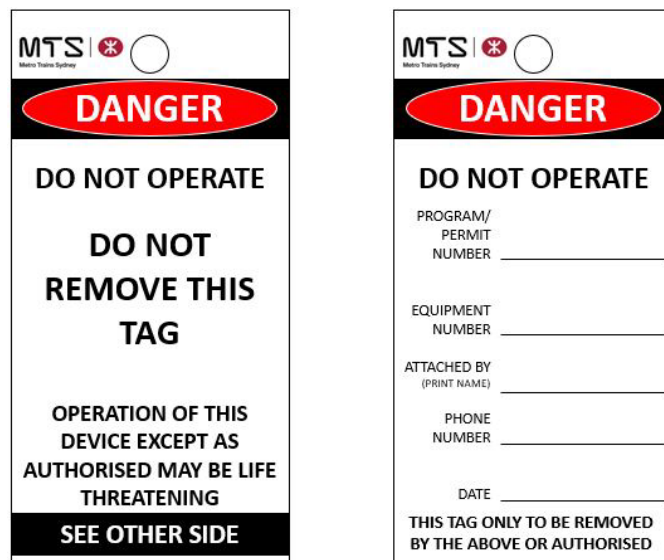 MTS
Metro Trains Sydney
DANGER
DO NOT OPERATE
DO NOT
REMOVE THIS
TAG
OPERATION OF THIS
DEVICE EXCEPT AS
AUTHORISED MAY BE LIFE
THREATENING
SEE OTHER SIDE
MTS
Metro Trains Sydney
DANGER
DO NOT OPERATE
PROGRAM/
PERMIT
NUMBER
EQUIPMENT
NUMBER
ATTACHED BY
(PRINT NAME)
PHONE
NUMBER
DATE
THIS TAG ONLY TO BE REMOVED
BY THE ABOVE OR AUTHORISED